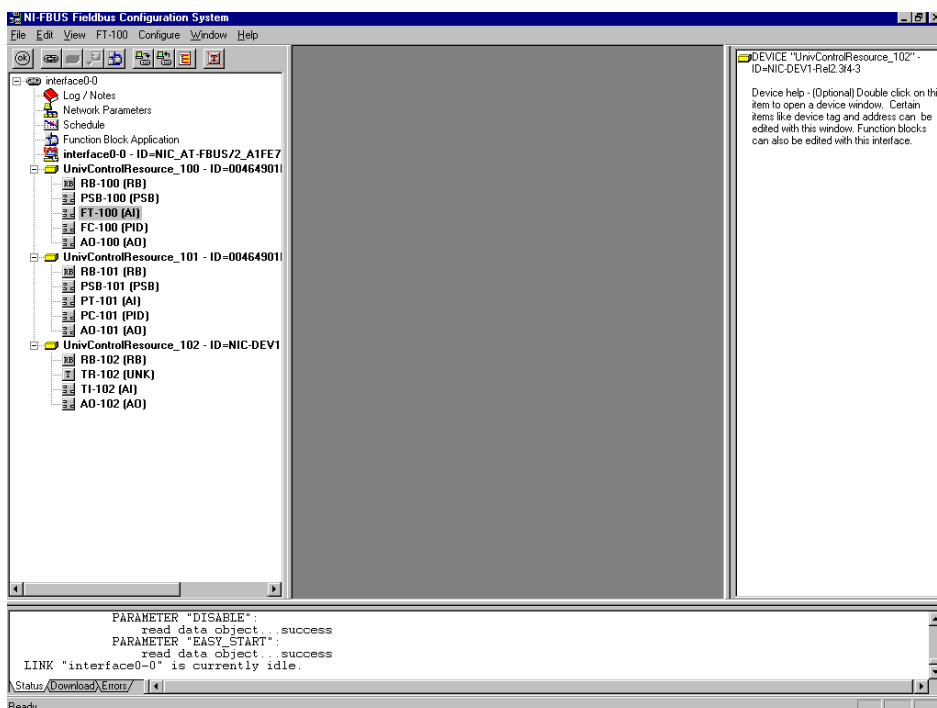 NI-FBUS Fieldbus Configuration System
File Edit View FT-100 Configure Window Help
interface0-0
Log / Notes
Network Parameters
Schedule
Function Block Application
interface0-0 - ID=NIC_AT-FBUS/2_A1FE7
UnivControlResource_100 - ID=00464901
RB RB-100 (RB)
PSB-100 (PSB)
FT-100 (AI)
FC-100 (PID)
AO-100 (AO)
UnivControlResource_101 - ID=00464901
RB RB-101 (RB)
PSB-101 (PSB)
PT-101 (AI)
PC-101 (PID)
AO-101 (AO)
UnivControlResource_102 - ID=NIC-DEV1
RB RB-102 (RB)
T TR-102 (UNK)
TI-102 (AI)
AO-102 (AO)
DEVICE "UnivControlResource_102" -
ID=NIC-DEV1-Rel2.3f4-3
Device help - (Optional) Double click on thi
item to open a device window. Certain
items like device tag and address can be
edited with this window. Function blocks
can also be edited with this interface.
PARAMETER "DISABLE":
read data object...success
PARAMETER "EASY_START":
read data object...success
LINK "interface0-0" is currently idle.
Status Download Errors
Ready